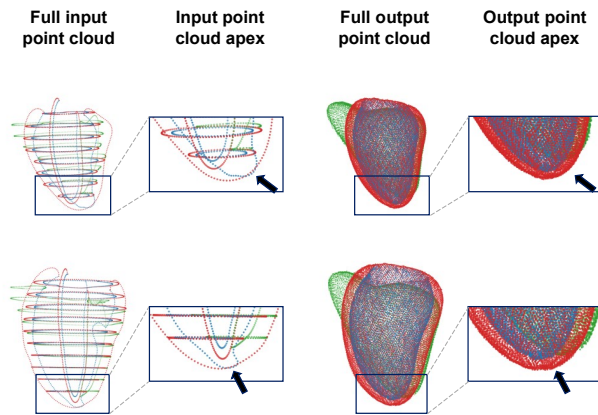 Full input
point cloud
Input point
cloud apex
Full output
point cloud
Output point
cloud apex